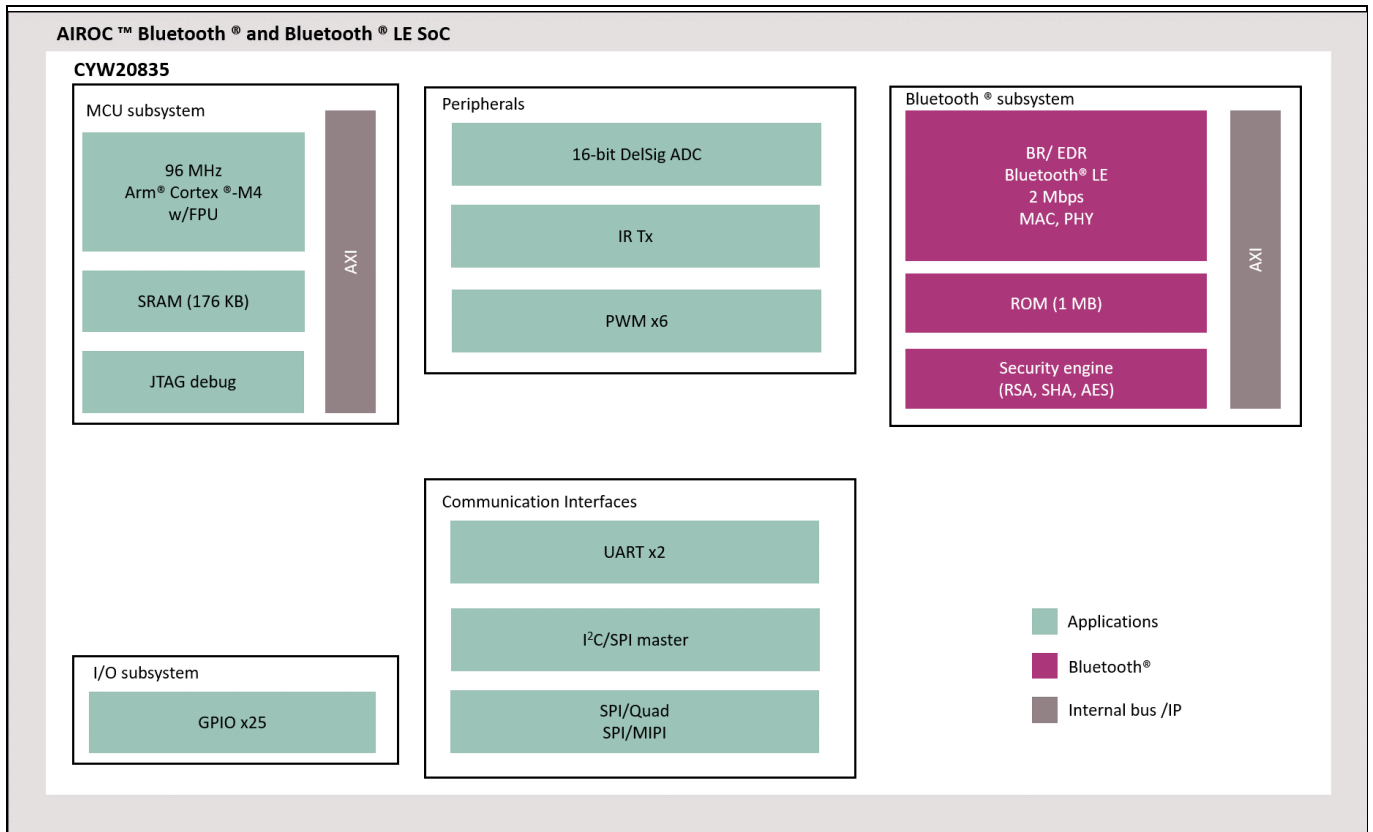 AIROC ™ Bluetooth ® and Bluetooth ® LE SoC
CYW20835
MCU subsystem
96 MHz
Arm® Cortex ®-M4
w/FPU
SRAM (176 KB)
JTAG debug
AXI
Peripherals
16-bit DelSig ADC
IR Tx
PWM x6
Bluetooth ® subsystem
BR/ EDR
Bluetooth® LE
2 Mbps
MAC, PHY
ROM (1 MB)
Security engine
(RSA, SHA, AES)
AXI
Communication Interfaces
UART x2
I²C/SPI master
SPI/Quad
SPI/MIPI
I/O subsystem
GPIO x25
Applications
Bluetooth®
Internal bus /IP